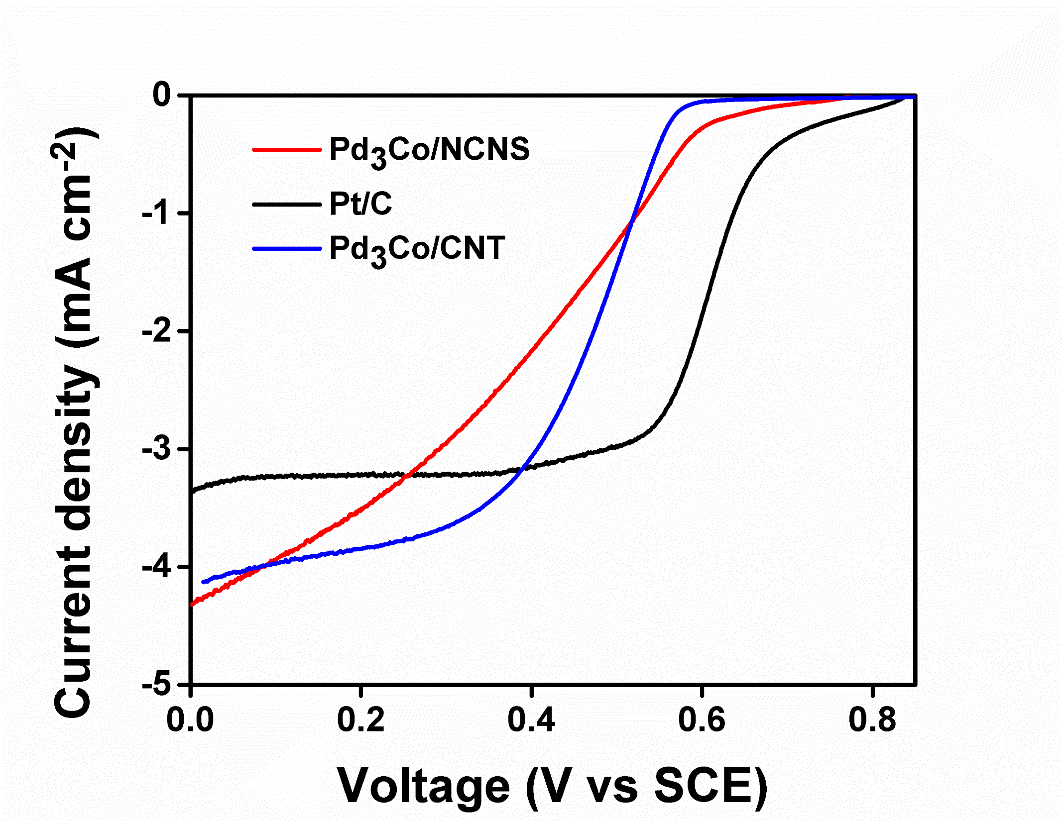 0
-1
-2
-3
-4
-5
Current density (mA cm-2)
Pd3Co/NCNS
Pt/C
Pd3Co/CNT
0.0 0.2 0.4 0.6 0.8
Voltage (V vs SCE)